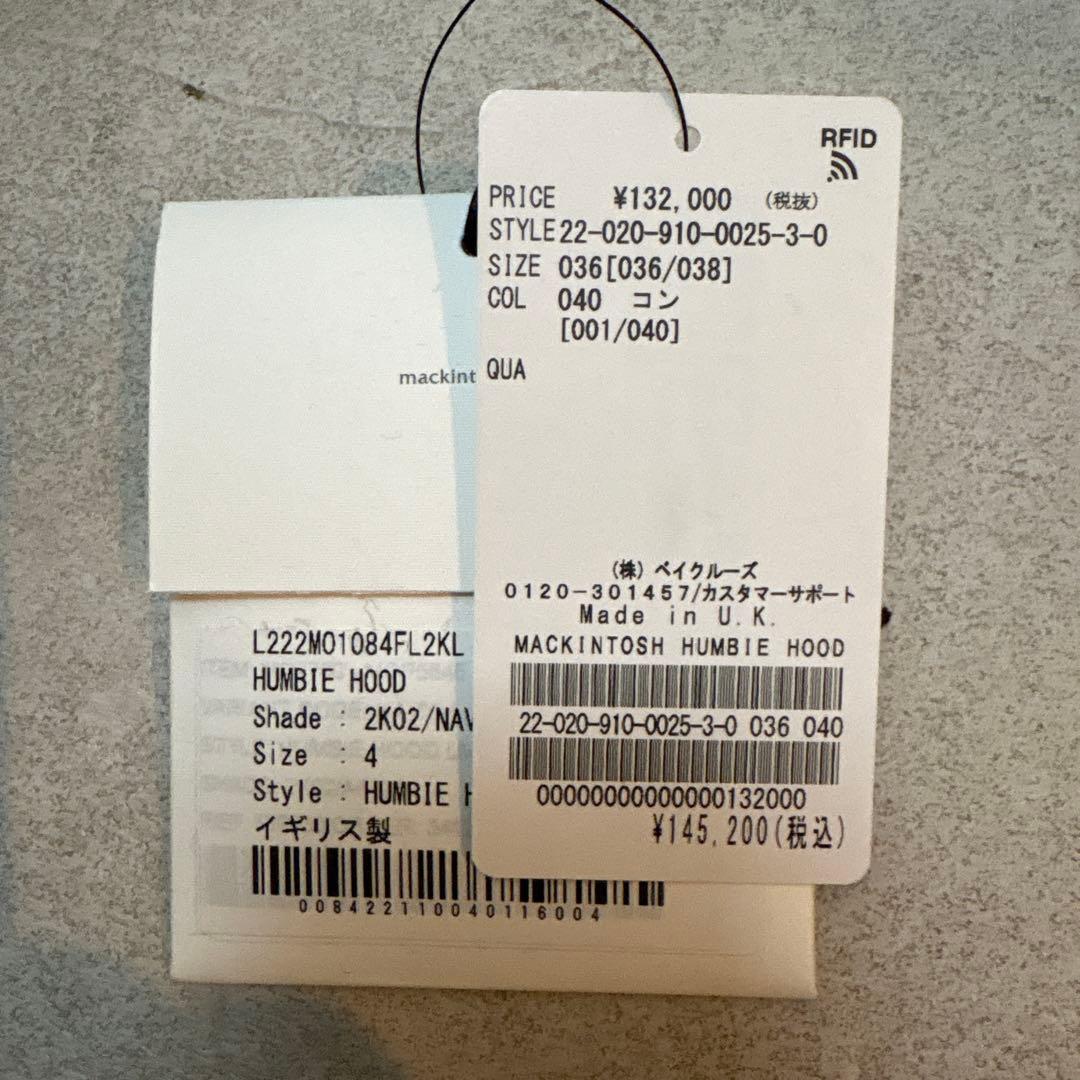 RFID
PRICE ¥132,000 (税抜)
STYLE 22-020-910-0025-3-0
SIZE 036[036/038]
COL 040 コン
[001/040]
QUA
(株) ベイクルーズ
0120-301457/カスタマーサポート
Made in U.K.
MACKINTOSH HUMBIE HOOD
22-020-910-0025-3-0 036 040
00000000000000132000
¥145,200(税込)
mackint
L222MO1084FL2KL
HUMBIE HOOD
Shade : 2K02/NAV
Size : 4
Style : HUMBIE H
イギリス製
008422110040116004